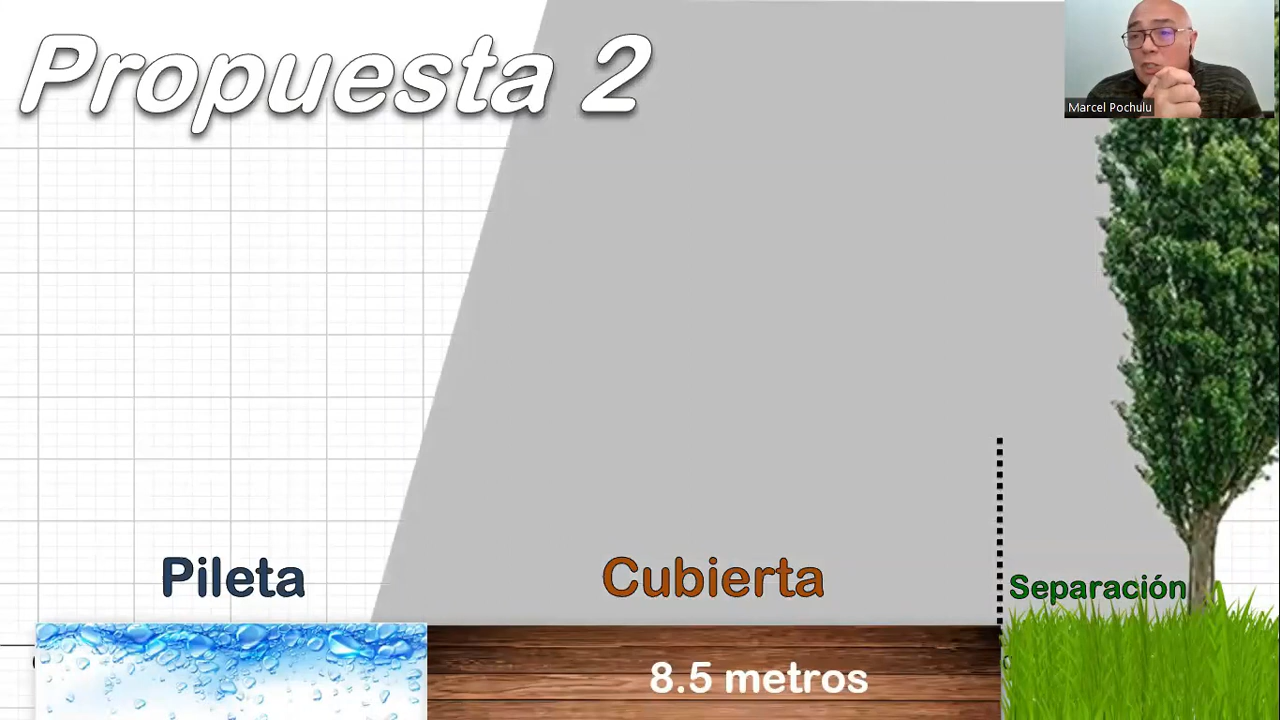 Propuesta 2
Marcel Pochulu
Pileta
Cubierta
Separación
8.5 metros